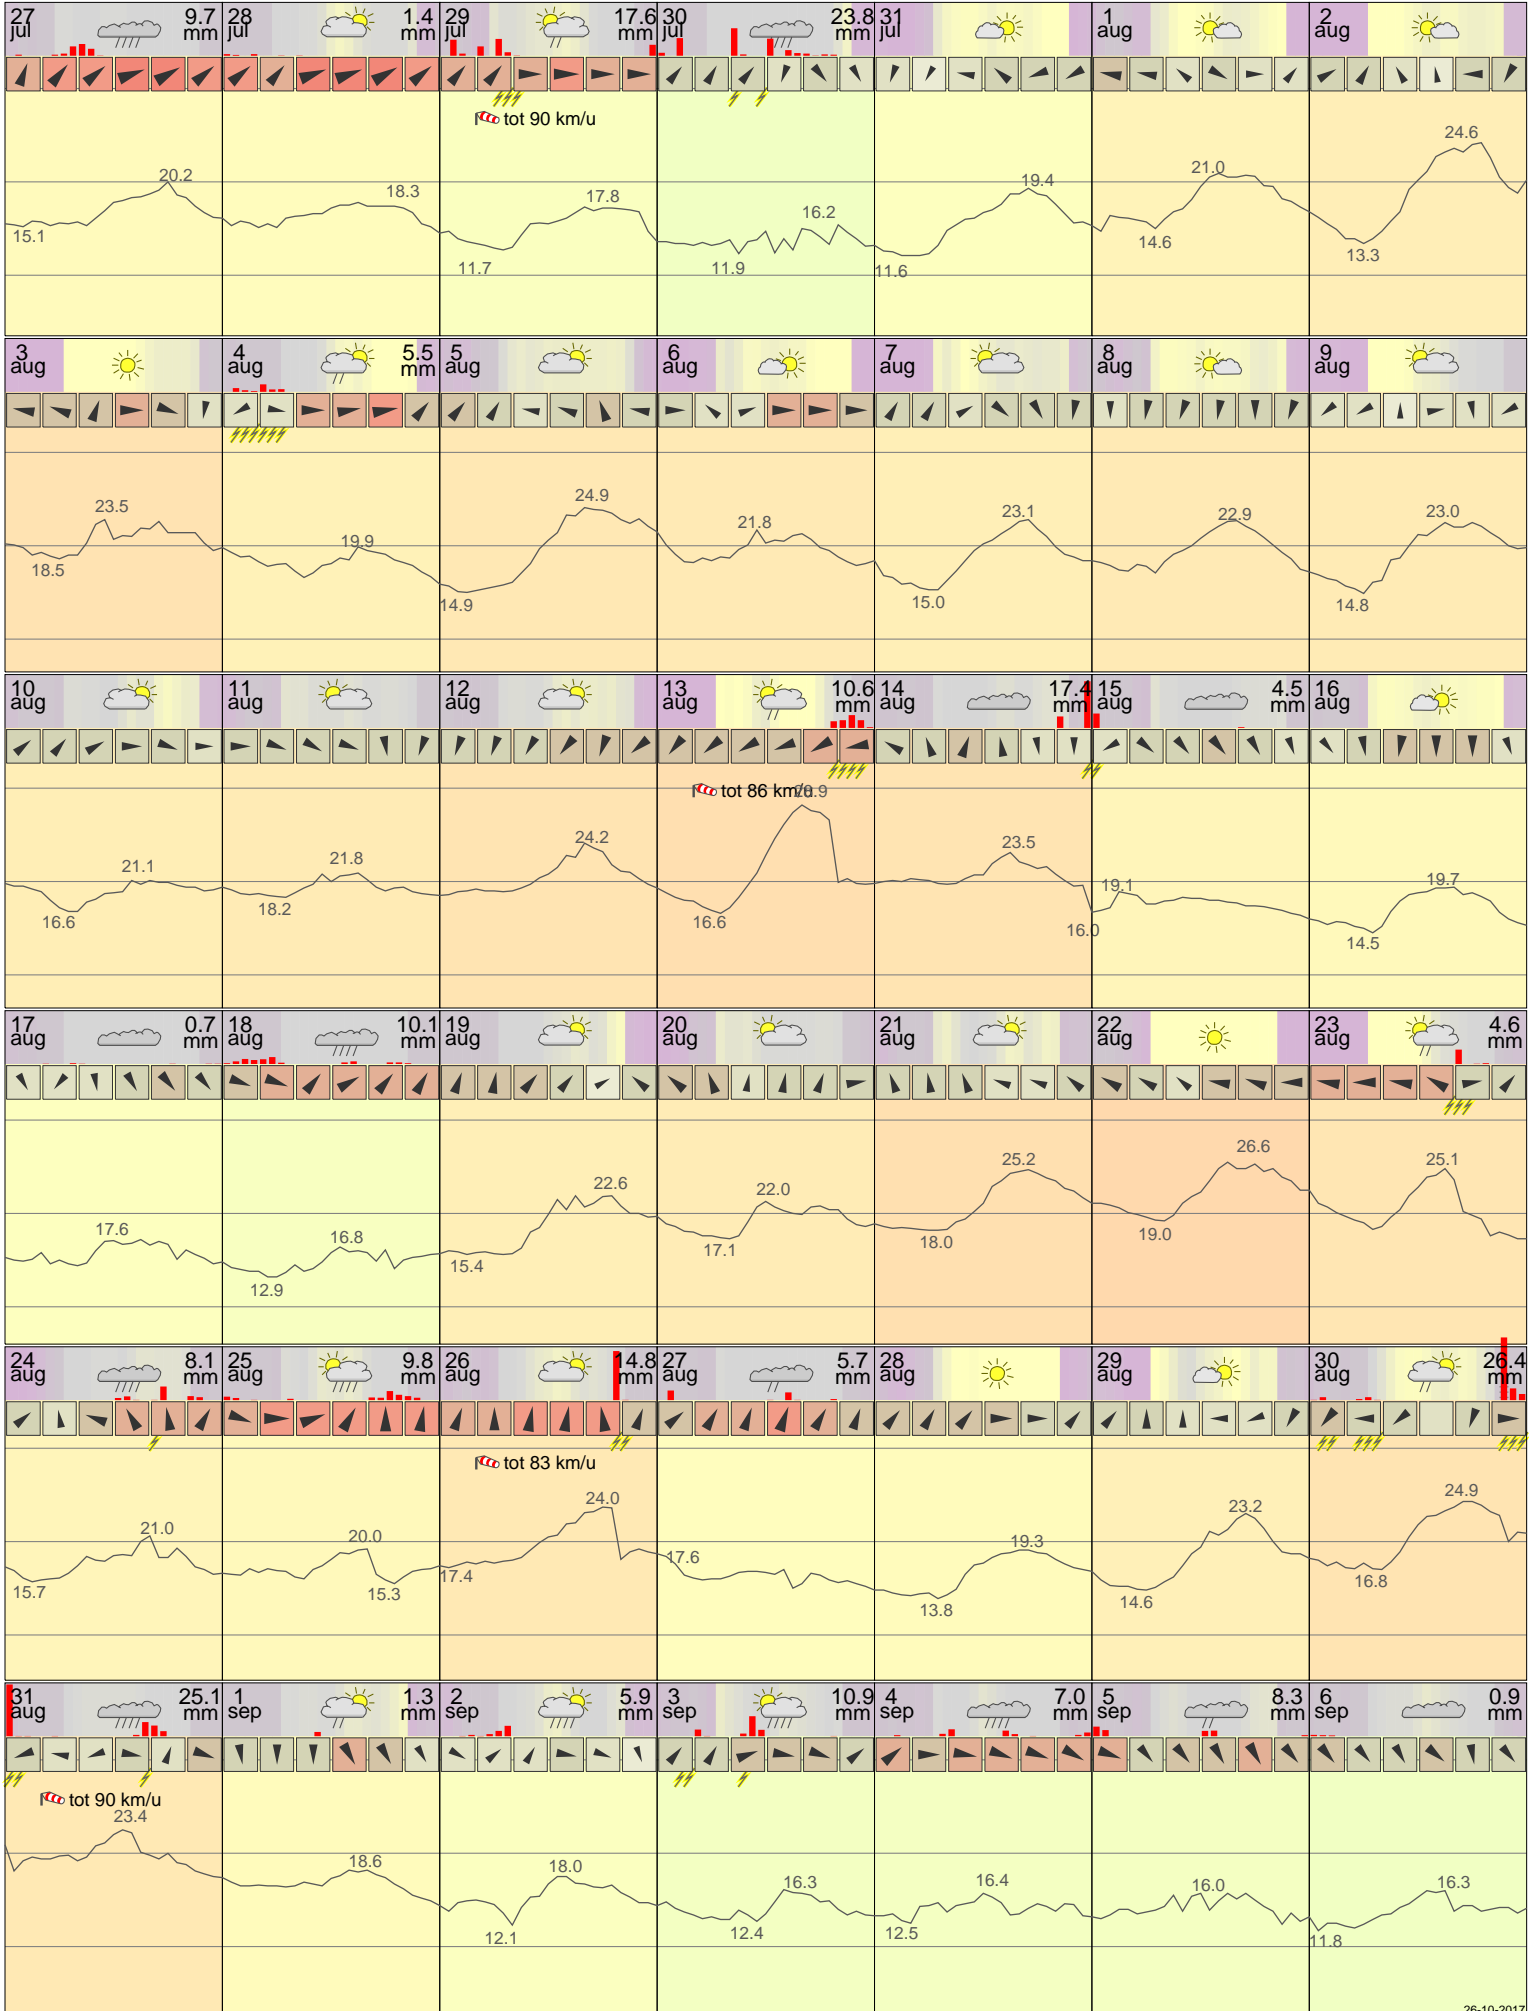 27 jul 9.7 mm 28 jul 1.4 mm 29 jul 17.6 mm 30 jul 23.8 mm 31 jul 1 aug 2 aug
tot 90 km/u
20.2 15.1 18.3 11.7 17.8 11.9 16.2 11.6 19.4 14.6 21.0 13.3 24.6
3 aug 4 aug 5.5 mm 5 aug 6 aug 7 aug 8 aug 9 aug
18.5 23.5 19.9 14.9 24.9 21.8 15.0 23.1 22.9 14.8 23.0
10 aug 11 aug 12 aug 13 aug 10.6 mm 14 aug 17.4 mm 15 aug 4.5 mm 16 aug
tot 86 km/u
16.6 21.1 18.2 21.8 24.2 16.6 23.5 16.0 19.1 14.5 19.7
17 aug 0.7 mm 18 aug 10.1 mm 19 aug 20 aug 21 aug 22 aug 23 aug 4.6 mm
17.6 12.9 16.8 15.4 22.6 17.1 22.0 18.0 25.2 19.0 26.6 25.1
24 aug 8.1 mm 25 aug 9.8 mm 26 aug 14.8 mm 27 aug 5.7 mm 28 aug 29 aug 30 aug 26.4 mm
tot 83 km/u
15.7 21.0 20.0 15.3 17.4 24.0 17.6 13.8 19.3 14.6 23.2 16.8 24.9
31 aug 25.1 mm 1 sep 1.3 mm 2 sep 5.9 mm 3 sep 10.9 mm 4 sep 7.0 mm 5 sep 8.3 mm 6 sep 0.9 mm
tot 90 km/u
23.4 18.6 12.1 18.0 12.4 16.3 12.5 16.4 16.0 11.8 16.3
26-10-2017